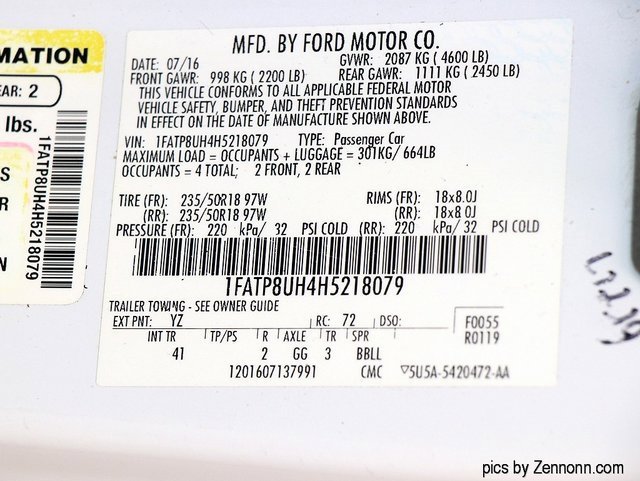 MATION
EAR: 2
lbs.
S
R
N
1FATP8UH4H5218079
MFD. BY FORD MOTOR CO.
DATE: 07/16 GVWR: 2087 KG ( 4600 LB)
FRONT GAWR: 998 KG ( 2200 LB) REAR GAWR: 1111 KG ( 2450 LB)
THIS VEHICLE CONFORMS TO ALL APPLICABLE FEDERAL MOTOR
VEHICLE SAFETY, BUMPER, AND THEFT PREVENTION STANDARDS
IN EFFECT ON THE DATE OF MANUFACTURE SHOWN ABOVE.
VIN: 1FATP8UH4H5218079 TYPE: Passenger Car
MAXIMUM LOAD = OCCUPANTS + LUGGAGE = 301KG/ 664LB
OCCUPANTS = 4 TOTAL; 2 FRONT, 2 REAR
TIRE (FR): 235/50R18 97W RIMS (FR): 18x8.0J
(RR): 235/50R18 97W (RR): 18x8.0J
PRESSURE (FR): 220 kPa/ 32 PSI COLD (RR): 220 kPa/ 32 PSI COLD
1FATP8UH4H5218079
TRAILER TOWING - SEE OWNER GUIDE
EXT PNT: YZ RC: 72 DSO: F0055
INT TR TP/PS R AXLE TR SPR R0119
41 2 GG 3 BBLL
1201607137991 CMC ▽5U5A-5420472-AA
pics by Zennonn.com